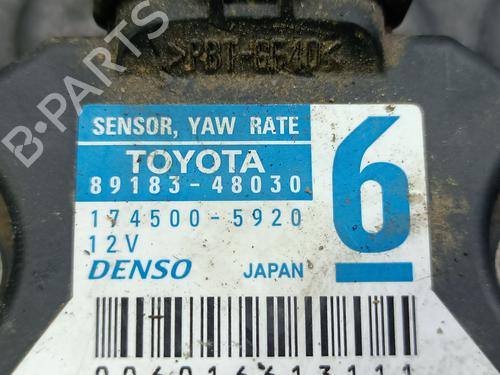 >PBT-GF40<
SENSOR, YAW RATE
TOYOTA
89183-48030
174500-5920
12V
DENSO JAPAN
6
B-PARTS